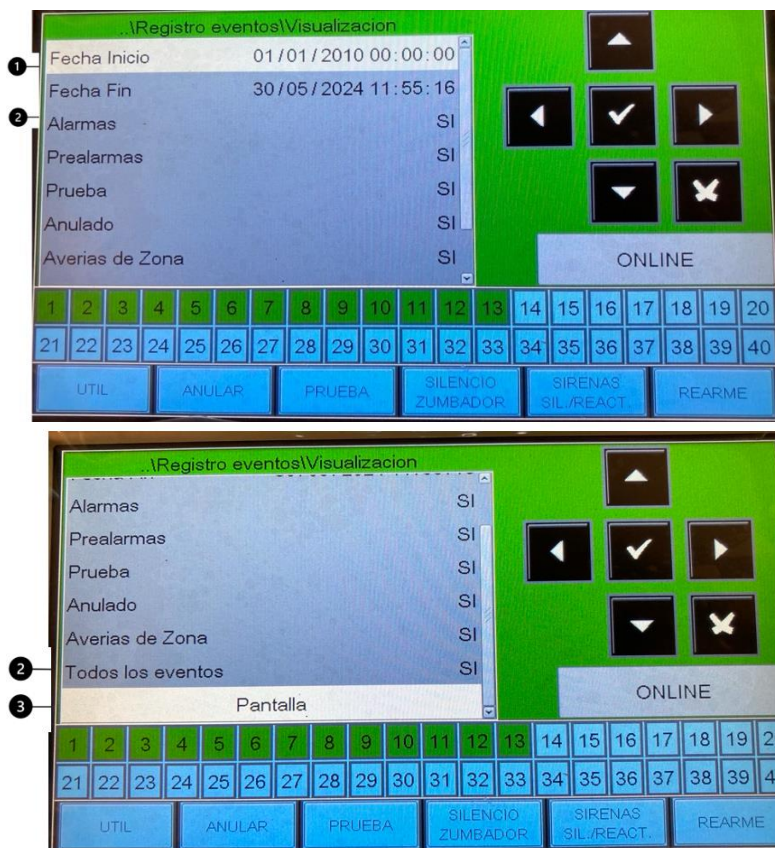 ..\Registro eventos\Visualizacion
1 Fecha Inicio 01/01/2010 00:00:00
Fecha Fin 30/05/2024 11:55:16
2 Alarmas SI
Prealarmas SI
Prueba SI
Anulado SI
Averias de Zona SI
ONLINE
1 2 3 4 5 6 7 8 9 10 11 12 13 14 15 16 17 18 19 20
21 22 23 24 25 26 27 28 29 30 31 32 33 34 35 36 37 38 39 40
UTIL ANULAR PRUEBA SILENCIO ZUMBADOR SIRENAS SIL./REACT. REARME
..\Registro eventos\Visualizacion
Alarmas SI
Prealarmas SI
Prueba SI
Anulado SI
Averias de Zona SI
2 Todos los eventos SI
3 Pantalla
ONLINE
1 2 3 4 5 6 7 8 9 10 11 12 13 14 15 16 17 18 19 2
21 22 23 24 25 26 27 28 29 30 31 32 33 34 35 36 37 38 39 4
UTIL ANULAR PRUEBA SILENCIO ZUMBADOR SIRENAS SIL./REACT. REARME